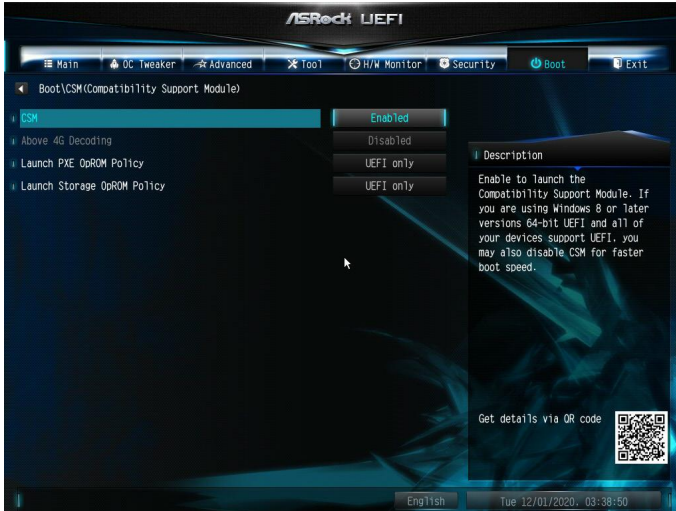 ASRock UEFI
Main
OC Tweaker
Advanced
Tool
H/W Monitor
Security
Boot
Exit
Boot\CSM(Compatibility Support Module)
CSM Enabled
Above 4G Decoding Disabled
Launch PXE OpROM Policy UEFI only
Launch Storage OpROM Policy UEFI only
Description
Enable to launch the
Compatibility Support Module. If
you are using Windows 8 or later
versions 64-bit UEFI and all of
your devices support UEFI, you
may also disable CSM for faster
boot speed.
Get details via QR code
English
Tue 12/01/2020, 03:38:50